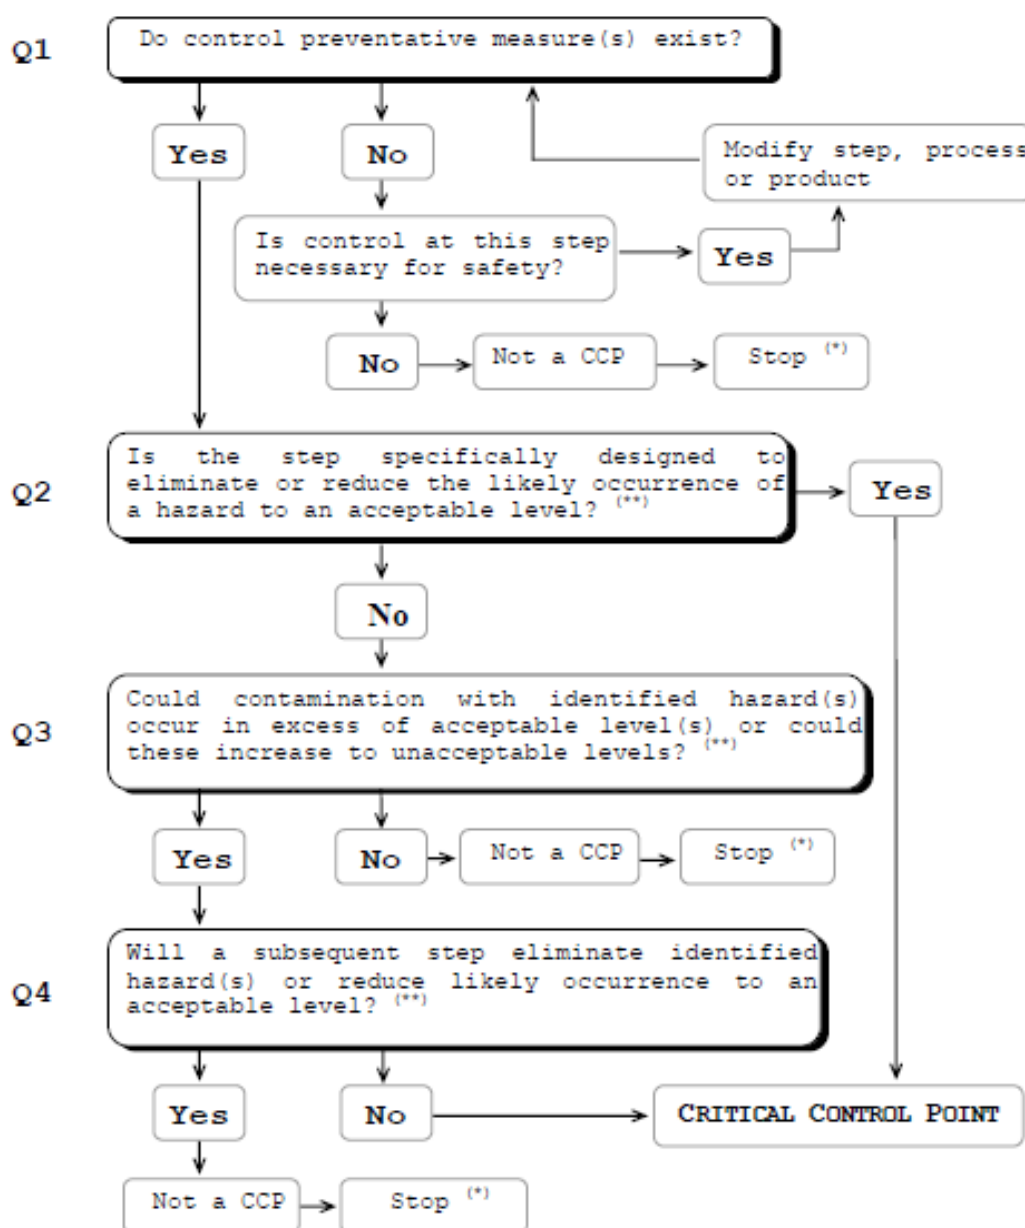 Q1
Do control preventative measure(s) exist?
Yes
No
Modify step, process
or product
Is control at this step
necessary for safety?
Yes
No
Not a CCP
Stop (*)
Q2
Is the step specifically designed to
eliminate or reduce the likely occurrence of
a hazard to an acceptable level? (**)
Yes
No
Q3
Could contamination with identified hazard(s)
occur in excess of acceptable level(s) or could
these increase to unacceptable levels? (**)
Yes
No
Not a CCP
Stop (*)
Q4
Will a subsequent step eliminate identified
hazard(s) or reduce likely occurrence to an
acceptable level? (**)
Yes
No
CRITICAL CONTROL POINT
Not a CCP
Stop (*)